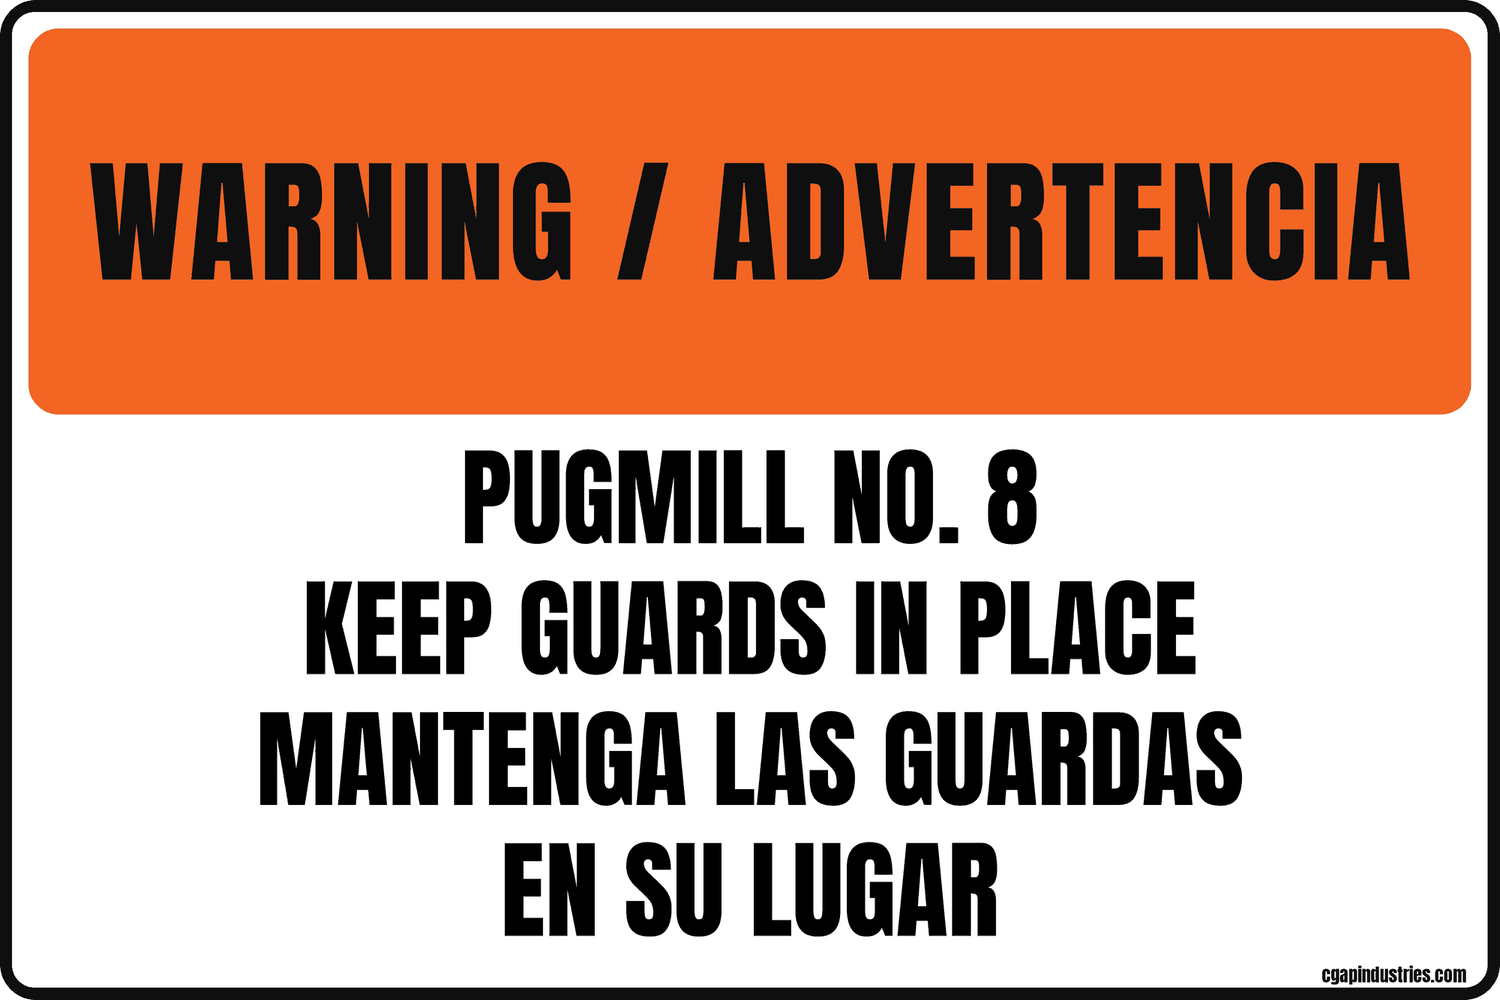 WARNING / ADVERTENCIA
PUGMILL NO. 8
KEEP GUARDS IN PLACE
MANTENGA LAS GUARDAS
EN SU LUGAR
cgapindustries.com